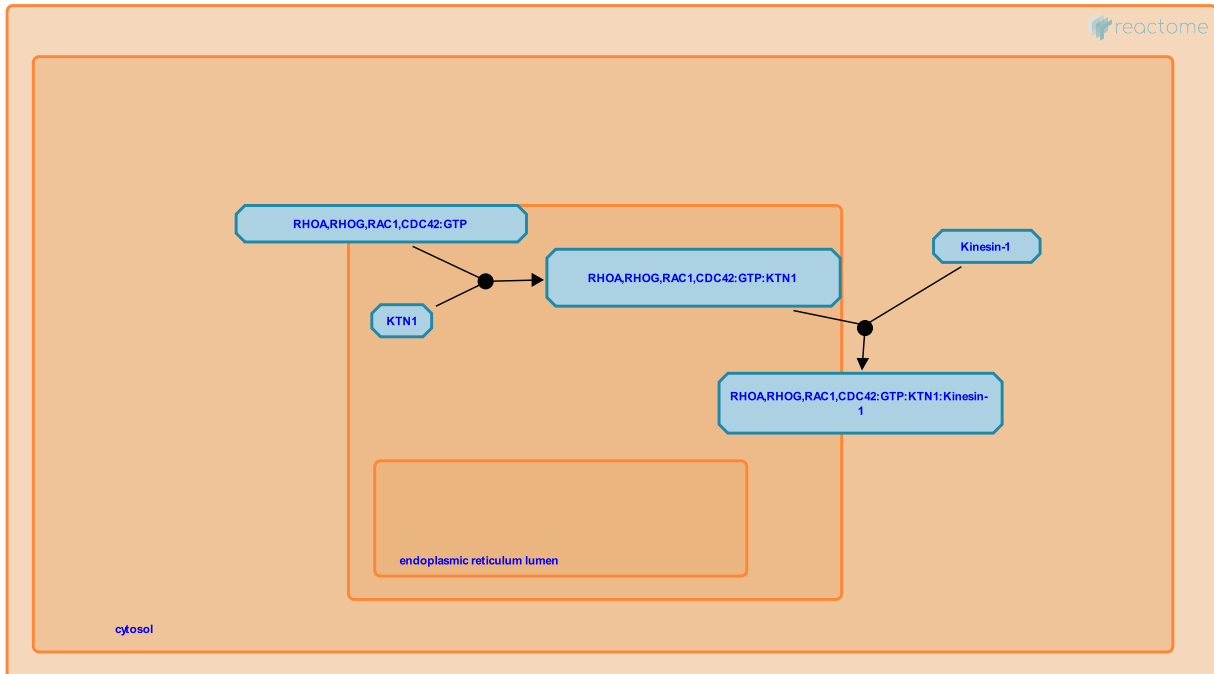 reactome
RHOA,RHOG,RAC1,CDC42:GTP
Kinesin-1
RHOA,RHOG,RAC1,CDC42:GTP:KTN1
KTN1
RHOA,RHOG,RAC1,CDC42:GTP:KTN1:Kinesin-
1
endoplasmic reticulum lumen
cytosol